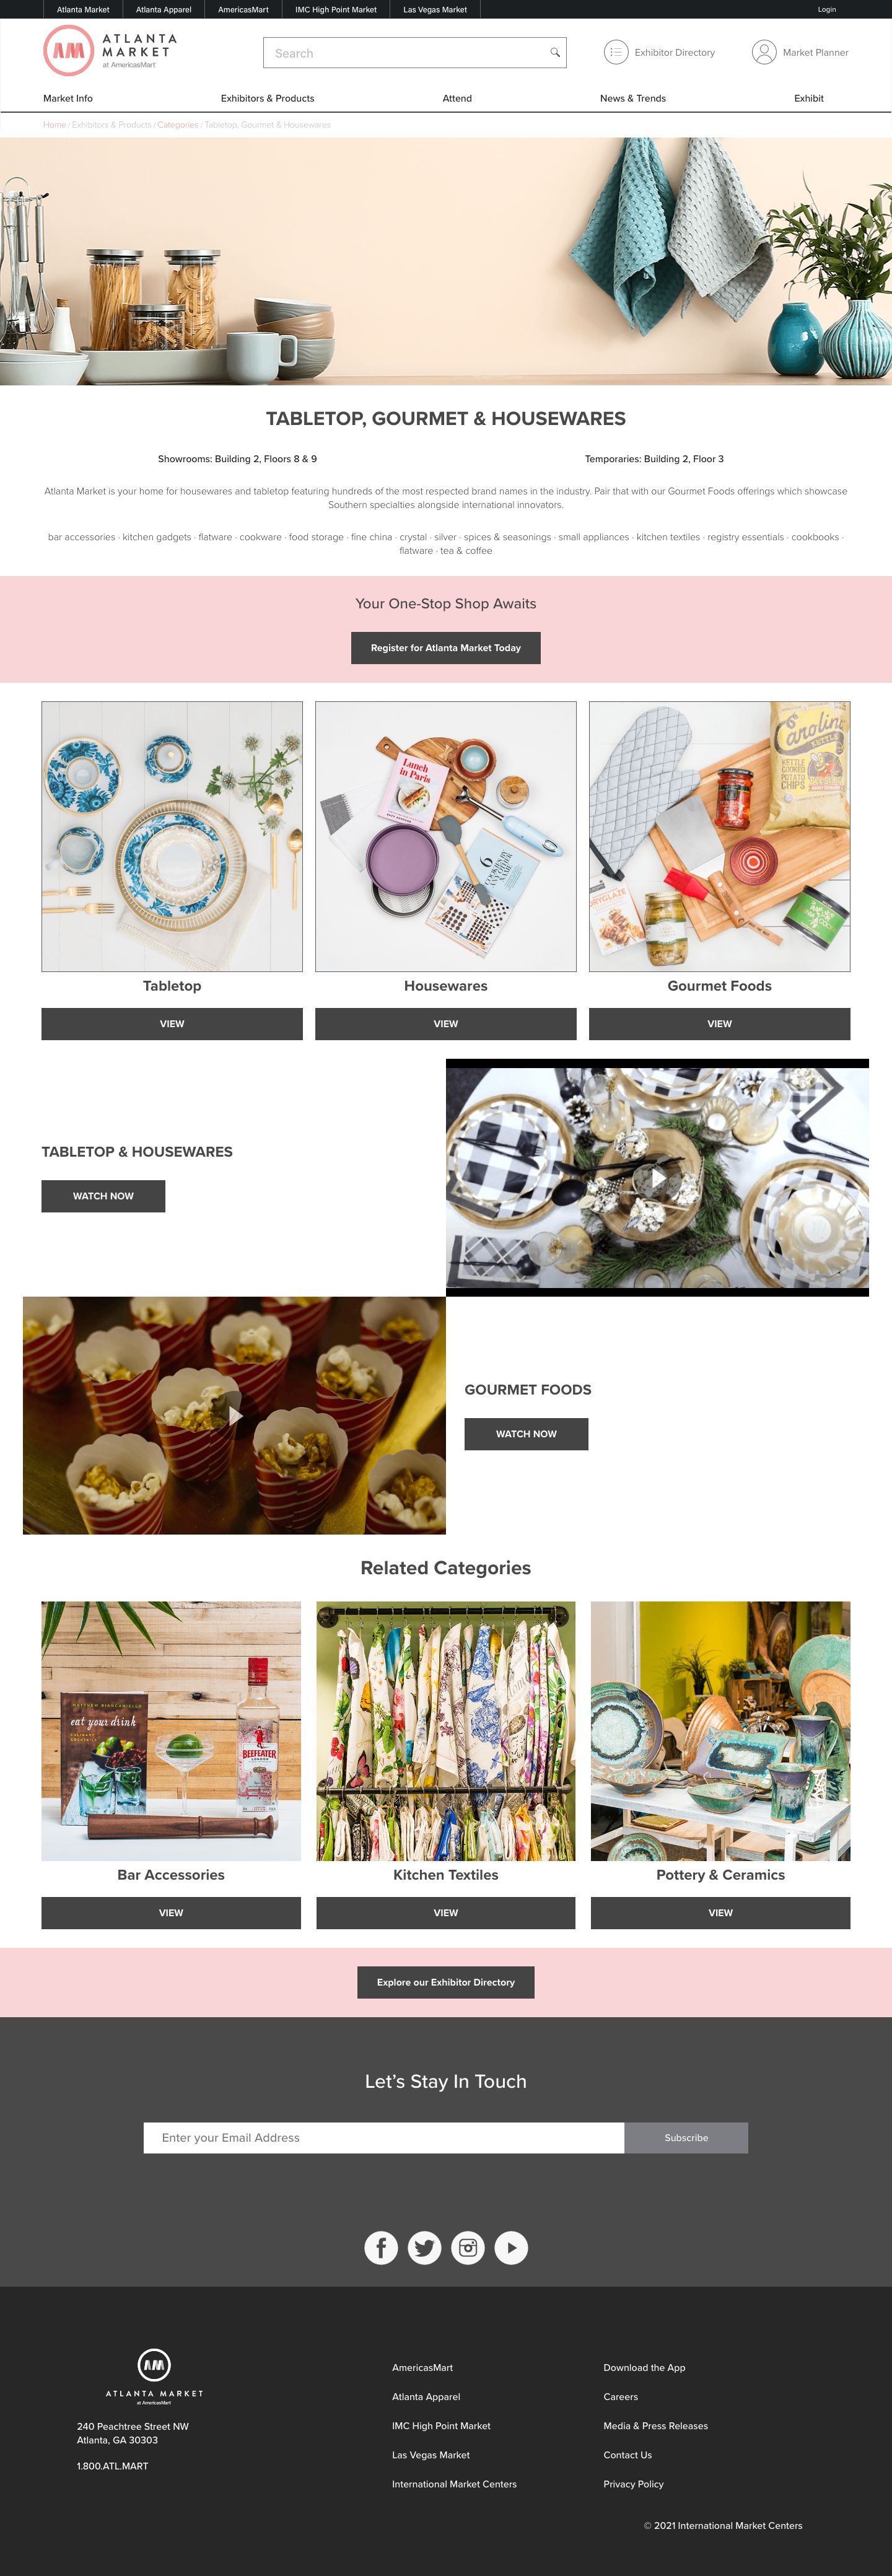 Atlanta Market
Atlanta Apparel
AmericasMart
IMC High Point Market
Las Vegas Market
Login
AM
ATLANTA
MARKET
at AmericasMart
Search
Exhibitor Directory
Market Planner
Market Info
Exhibitors & Products
Attend
News & Trends
Exhibit
Home / Exhibitors & Products / Categories / Tabletop, Gourmet & Housewares
TABLETOP, GOURMET & HOUSEWARES
Showrooms: Building 2, Floors 8 & 9
Temporaries: Building 2, Floor 3
Atlanta Market is your home for housewares and tabletop featuring hundreds of the most respected brand names in the industry. Pair that with our Gourmet Foods offerings which showcase
Southern specialties alongside international innovators.
bar accessories · kitchen gadgets · flatware · cookware · food storage · fine china · crystal · silver · spices & seasonings · small appliances · kitchen textiles · registry essentials · cookbooks ·
flatware · tea & coffee
Your One-Stop Shop Awaits
Register for Atlanta Market Today
Lunch
in Paris
KETTLE
COOKED
POTATO
CHIPS
Tabletop
Housewares
Gourmet Foods
VIEW
VIEW
VIEW
TABLETOP & HOUSEWARES
WATCH NOW
GOURMET FOODS
WATCH NOW
Related Categories
eat your drink
BEEFEATER
LONDON
Bar Accessories
Kitchen Textiles
Pottery & Ceramics
VIEW
VIEW
VIEW
Explore our Exhibitor Directory
Let's Stay In Touch
Enter your Email Address
Subscribe
AM
ATLANTA MARKET
at AmericasMart
240 Peachtree Street NW
Atlanta, GA 30303
1.800.ATL.MART
AmericasMart
Atlanta Apparel
IMC High Point Market
Las Vegas Market
International Market Centers
Download the App
Careers
Media & Press Releases
Contact Us
Privacy Policy
© 2021 International Market Centers